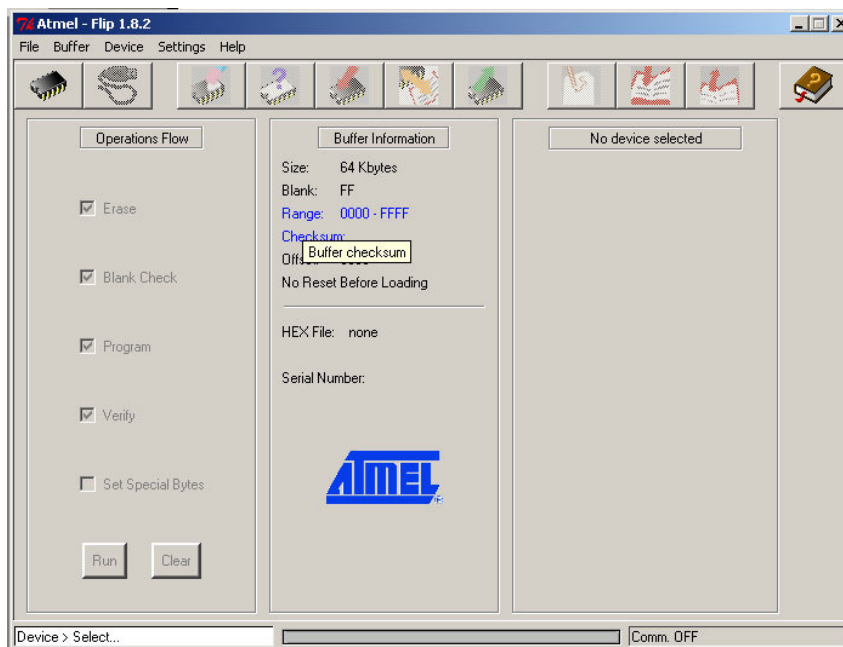 Atmel - Flip 1.8.2
File Buffer Device Settings Help
Operations Flow
Erase
Blank Check
Program
Verify
Set Special Bytes
Run Clear
Buffer Information
Size: 64 Kbytes
Blank: FF
Range: 0000 - FFFF
Checksum:
Buffer checksum
No Reset Before Loading
HEX File: none
Serial Number:
ATMEL
No device selected
Device > Select... Comm. OFF